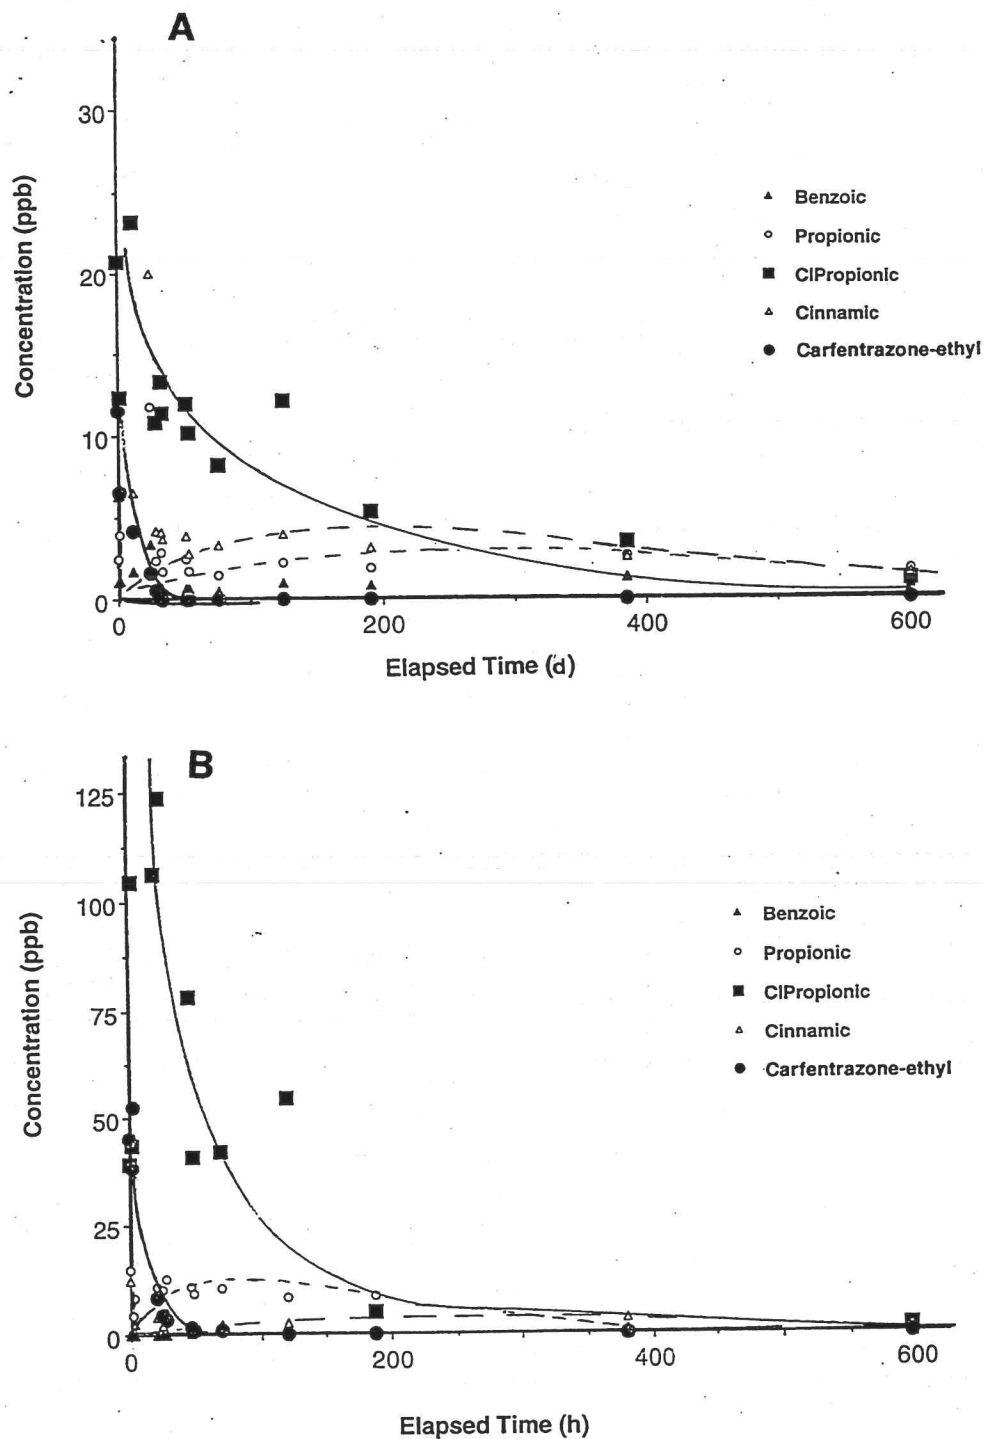 A
30
20
10
0
Concentration (ppb)
Benzoic
Propionic
ClPropionic
Cinnamic
Carfentrazone-ethyl
0
200
400
600
Elapsed Time (d)
B
125
100
75
50
25
0
Concentration (ppb)
Benzoic
Propionic
ClPropionic
Cinnamic
Carfentrazone-ethyl
0
200
400
600
Elapsed Time (h)